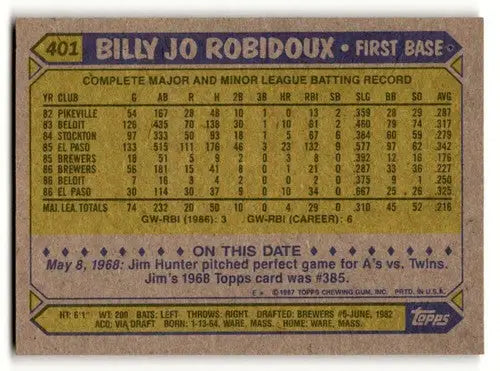 401 BILLY JO ROBIDOUX • FIRST BASE •
COMPLETE MAJOR AND MINOR LEAGUE BATTING RECORD
YR CLUB G AB R H 2B 3B HR RBI SB SLG BB SO AVG
82 PIKEVILLE 54 167 28 48 10 1 0 13 2 .359 28 29 .287
83 BELOIT 126 435 70 138 30 1 10 61 2 .460 79 74 .317
84 STOCKTON 97 333 50 93 18 1 5 67 6 .384 60 59 .279
85 EL PASO 133 515 111 176 46 3 23 132 9 .575 97 .342
85 BREWERS 18 51 5 9 2 0 3 8 0 .392 12 16 .176
86 BREWERS 56 181 15 41 8 0 1 21 0 .287 33 36 .227
86 BELOIT 7 16 3 4 2 0 0 2 0 .375 9 1 .250
86 EL PASO 30 114 30 37 9 0 10 34 0 .667 25 26 .325
MAJ. LEA. TOTALS 74 232 20 50 10 0 4 29 0 .310 45 52 .216
GW-RBI (1986): 3 GW-RBI (CAREER): 6
ON THIS DATE
May 8, 1968: Jim Hunter pitched perfect game for A's vs. Twins.
Jim's 1968 Topps card was #385.
© 1987 TOPPS CHEWING GUM, INC. PRTD. IN U.S.A.
HT: 6'1" WT: 200 BATS: LEFT THROWS: RIGHT DRAFTED: BREWERS #6-JUNE, 1982
ACQ: VIA DRAFT BORN: 1-13-64, WARE, MASS. HOME: WARE, MASS.
Topps